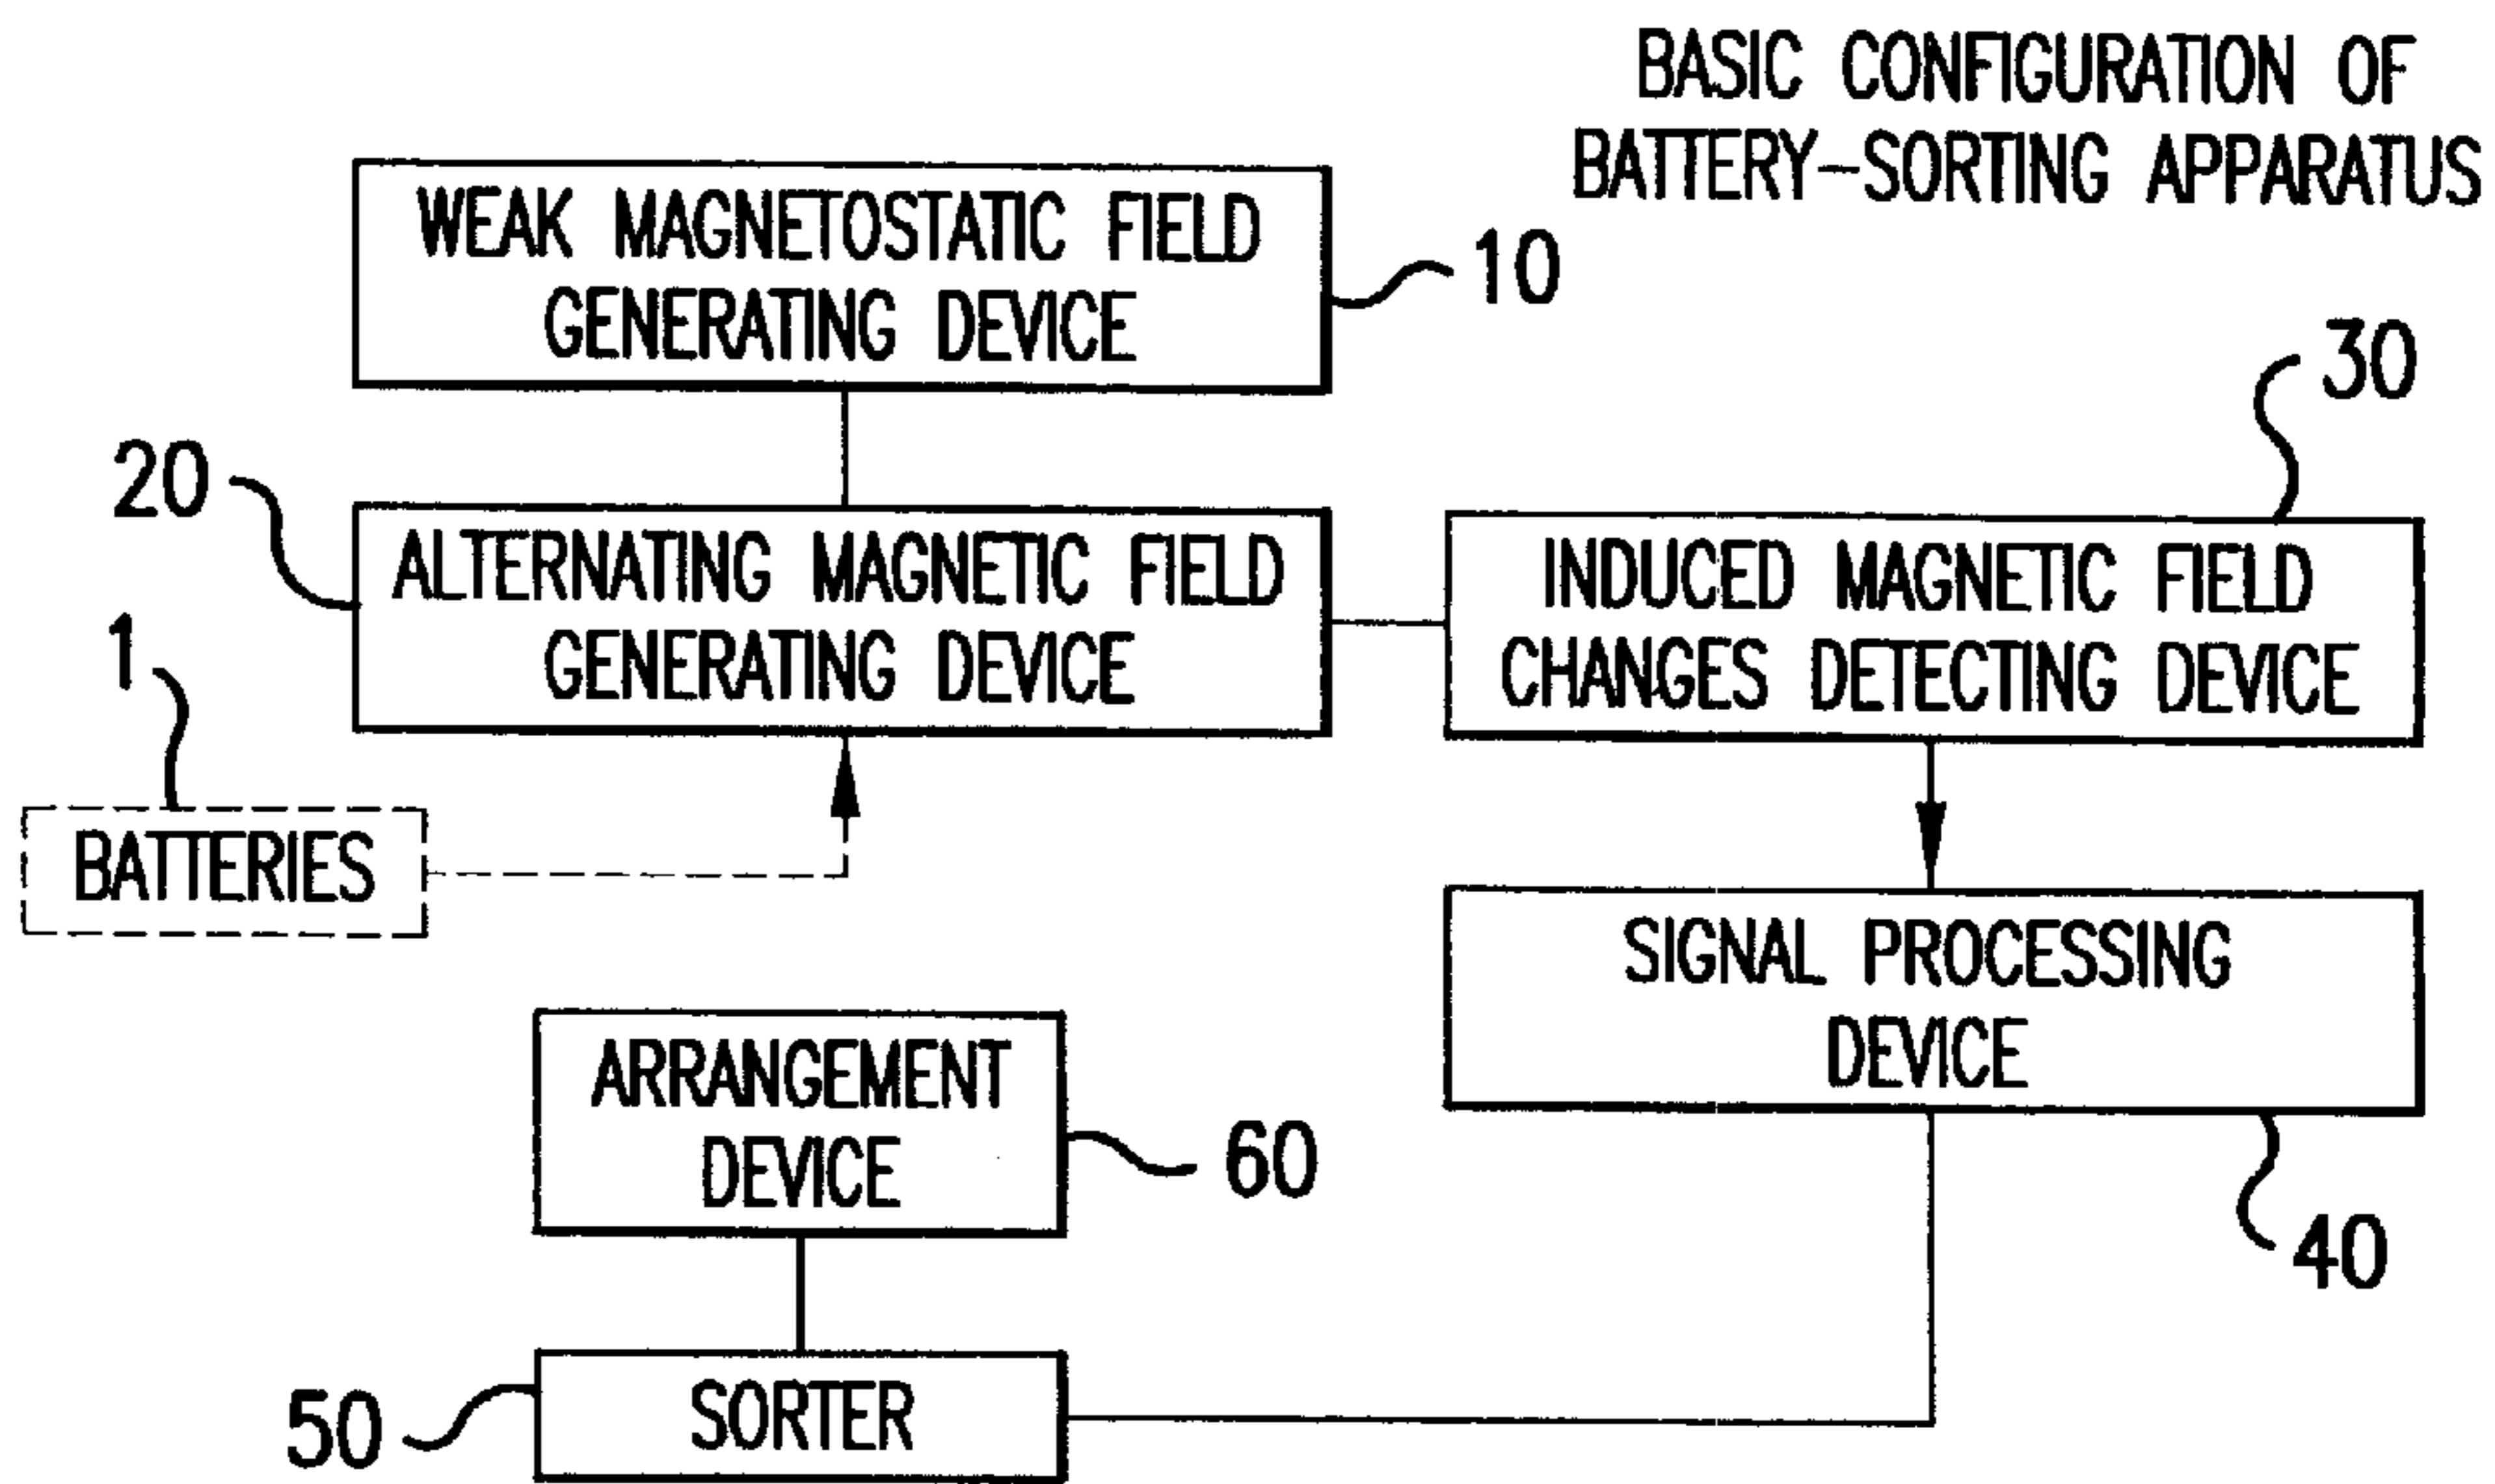 BASIC CONFIGURATION OF
BATTERY-SORTING APPARATUS
WEAK MAGNETOSTATIC FIELD
GENERATING DEVICE
10
30
20
ALTERNATING MAGNETIC FIELD
GENERATING DEVICE
INDUCED MAGNETIC FIELD
CHANGES DETECTING DEVICE
1
BATTERIES
SIGNAL PROCESSING
DEVICE
ARRANGEMENT
DEVICE
60
40
50
SORTER